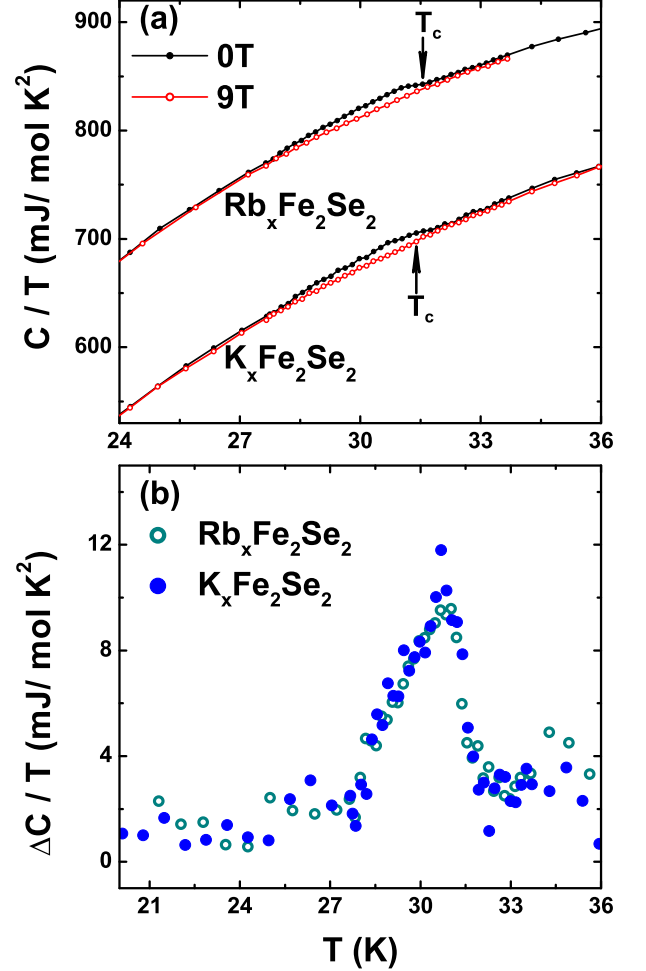 (a)
T_c
0T
9T
Rb_xFe_2Se_2
T_c
K_xFe_2Se_2
C / T (mJ/ mol K^2)
900
800
700
600
24 27 30 33 36
(b)
Rb_xFe_2Se_2
K_xFe_2Se_2
ΔC / T (mJ/ mol K^2)
12
8
4
0
21 24 27 30 33 36
T (K)